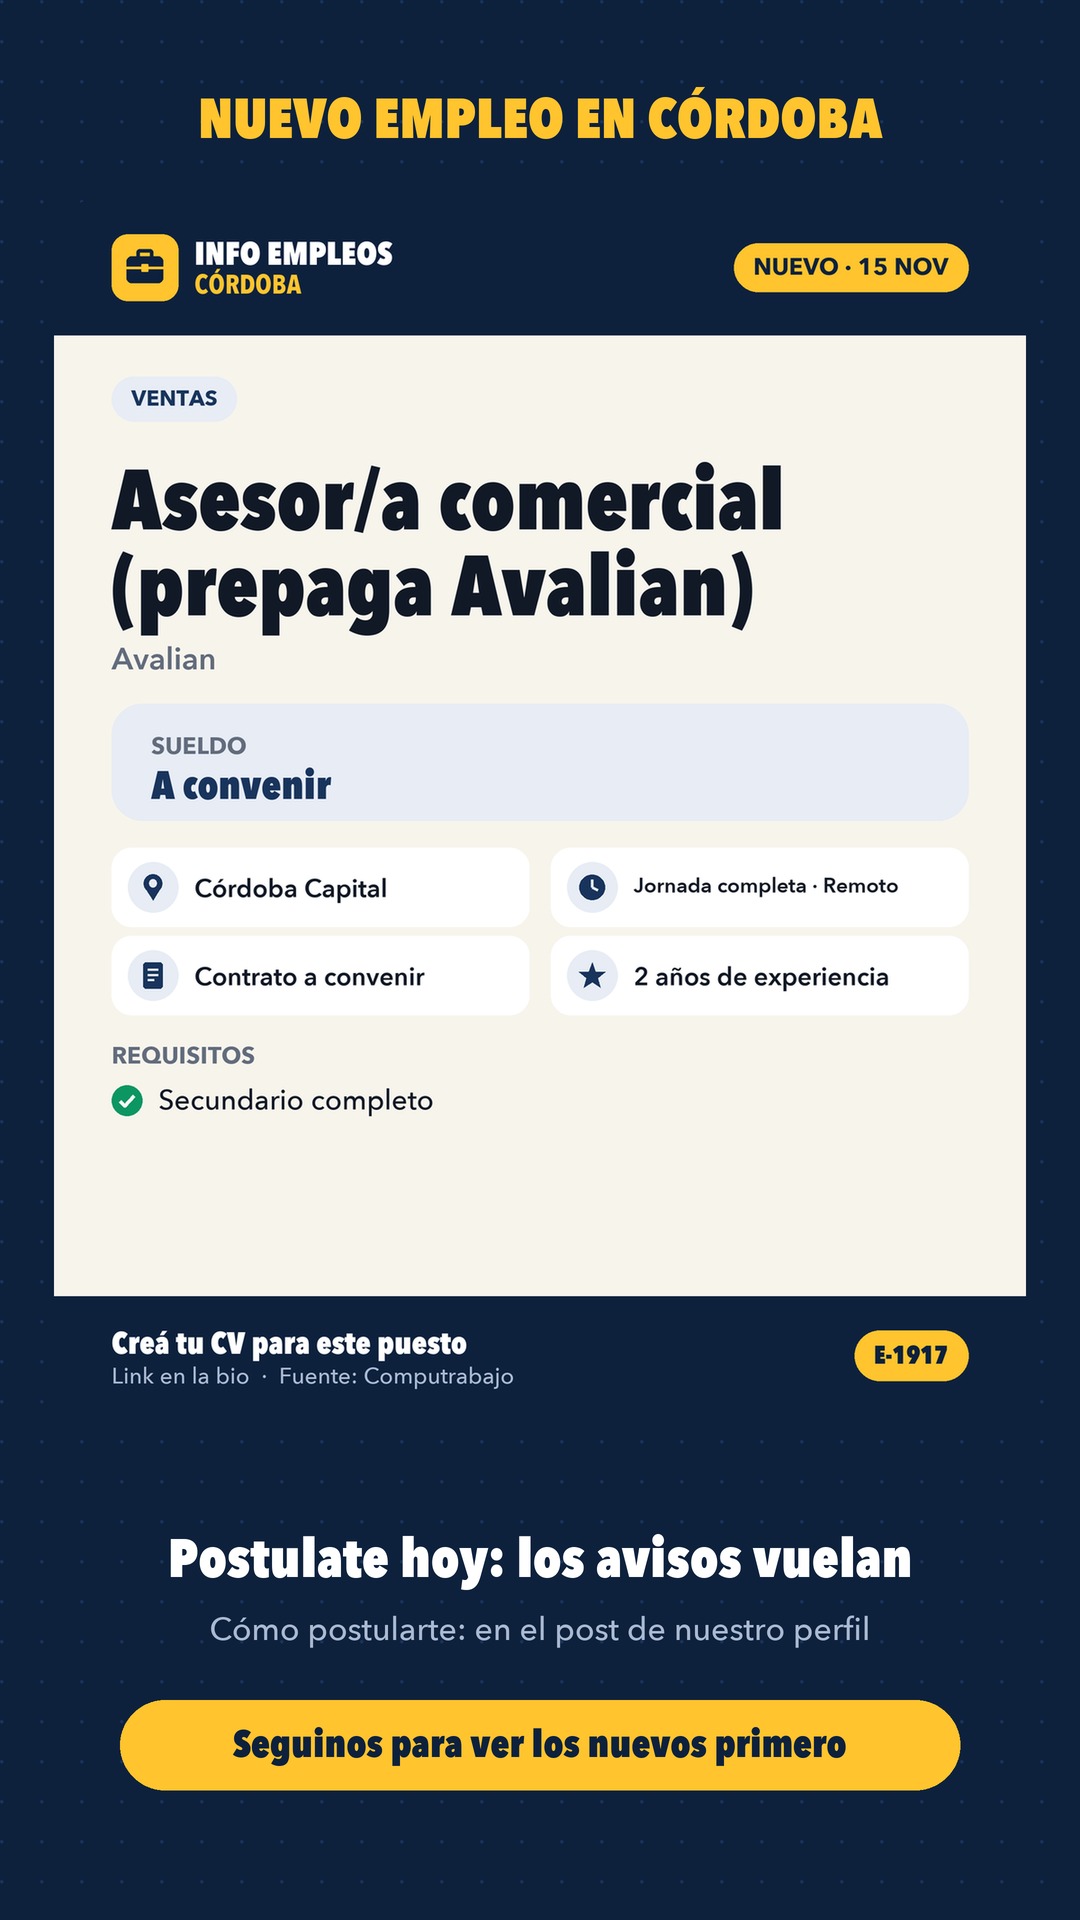 NUEVO EMPLEO EN CÓRDOBA
INFO EMPLEOS
CÓRDOBA
NUEVO · 15 NOV
VENTAS
Asesor/a comercial
(prepaga Avalian)
Avalian
SUELDO
A convenir
Córdoba Capital
Jornada completa · Remoto
Contrato a convenir
2 años de experiencia
REQUISITOS
Secundario completo
Creá tu CV para este puesto
Link en la bio · Fuente: Computrabajo
E-1917
Postulate hoy: los avisos vuelan
Cómo postularte: en el post de nuestro perfil
Seguinos para ver los nuevos primero